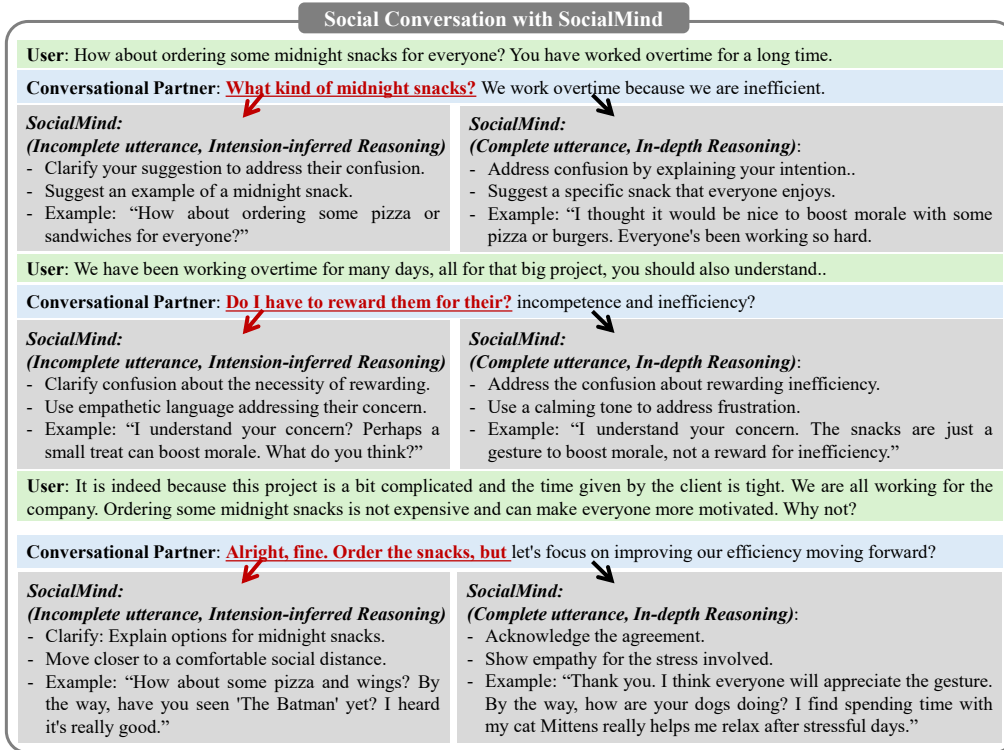 Social Conversation with SocialMind
User: How about ordering some midnight snacks for everyone? You have worked overtime for a long time.
Conversational Partner: What kind of midnight snacks? We work overtime because we are inefficient.
SocialMind:
(Incomplete utterance, Intension-inferred Reasoning)
- Clarify your suggestion to address their confusion.
- Suggest an example of a midnight snack.
- Example: “How about ordering some pizza or
sandwiches for everyone?”
SocialMind:
(Complete utterance, In-depth Reasoning):
- Address confusion by explaining your intention..
- Suggest a specific snack that everyone enjoys.
- Example: “I thought it would be nice to boost morale with some
pizza or burgers. Everyone's been working so hard.
User: We have been working overtime for many days, all for that big project, you should also understand..
Conversational Partner: Do I have to reward them for their? incompetence and inefficiency?
SocialMind:
(Incomplete utterance, Intension-inferred Reasoning)
- Clarify confusion about the necessity of rewarding.
- Use empathetic language addressing their concern.
- Example: “I understand your concern? Perhaps a
small treat can boost morale. What do you think?”
SocialMind:
(Complete utterance, In-depth Reasoning):
- Address the confusion about rewarding inefficiency.
- Use a calming tone to address frustration.
- Example: “I understand your concern. The snacks are just a
gesture to boost morale, not a reward for inefficiency.”
User: It is indeed because this project is a bit complicated and the time given by the client is tight. We are all working for the
company. Ordering some midnight snacks is not expensive and can make everyone more motivated. Why not?
Conversational Partner: Alright, fine. Order the snacks, but let's focus on improving our efficiency moving forward?
SocialMind:
(Incomplete utterance, Intension-inferred Reasoning)
- Clarify: Explain options for midnight snacks.
- Move closer to a comfortable social distance.
- Example: “How about some pizza and wings? By
the way, have you seen 'The Batman' yet? I heard
it's really good.”
SocialMind:
(Complete utterance, In-depth Reasoning):
- Acknowledge the agreement.
- Show empathy for the stress involved.
- Example: “Thank you. I think everyone will appreciate the gesture.
By the way, how are your dogs doing? I find spending time with
my cat Mittens really helps me relax after stressful days.”